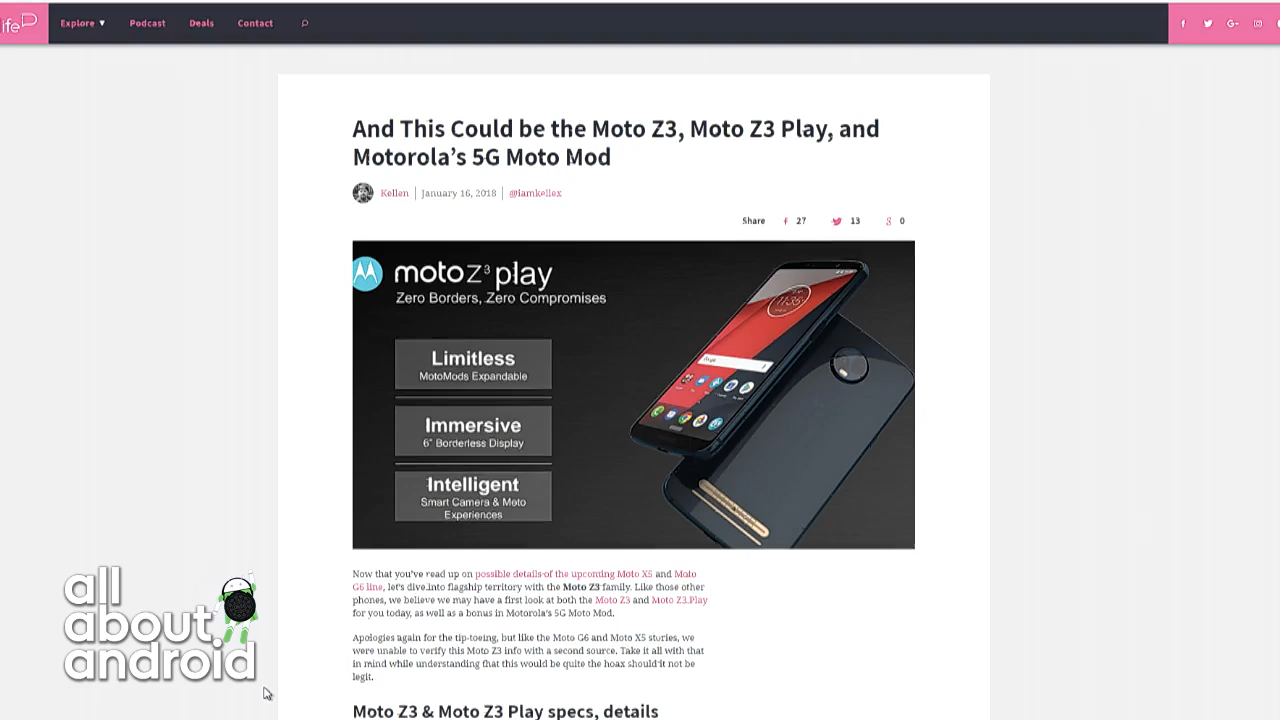 ife
Explore ▼ Podcast Deals Contact
And This Could be the Moto Z3, Moto Z3 Play, and
Motorola's 5G Moto Mod
Kellen | January 16, 2018 | @iamkellex
Share 27 13 0
moto z³ play
Zero Borders, Zero Compromises
Limitless
MotoMods Expandable
Immersive
6" Borderless Display
Intelligent
Smart Camera & Moto
Experiences
11:35
Now that you've read up on possible details of the upcoming Moto X5 and Moto
G6 line, let's dive into flagship territory with the Moto Z3 family. Like those other
phones, we believe we may have a first look at both the Moto Z3 and Moto Z3 Play
for you today, as well as a bonus in Motorola's 5G Moto Mod.
Apologies again for the tip-toeing, but like the Moto G6 and Moto X5 stories, we
were unable to verify this Moto Z3 info with a second source. Take it all with that
in mind while understanding that this would be quite the hoax should it not be
legit.
Moto Z3 & Moto Z3 Play specs, details
all
about
android